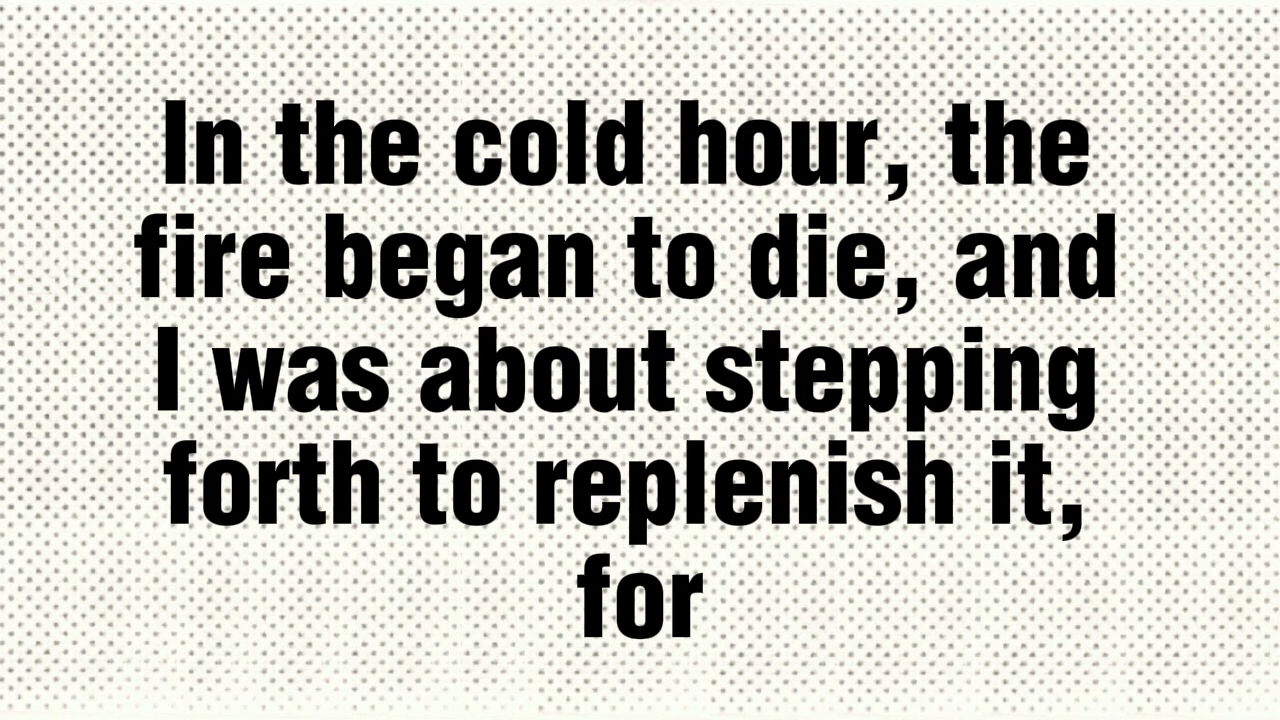 In the cold hour, the
fire began to die, and
I was about stepping
forth to replenish it,
for